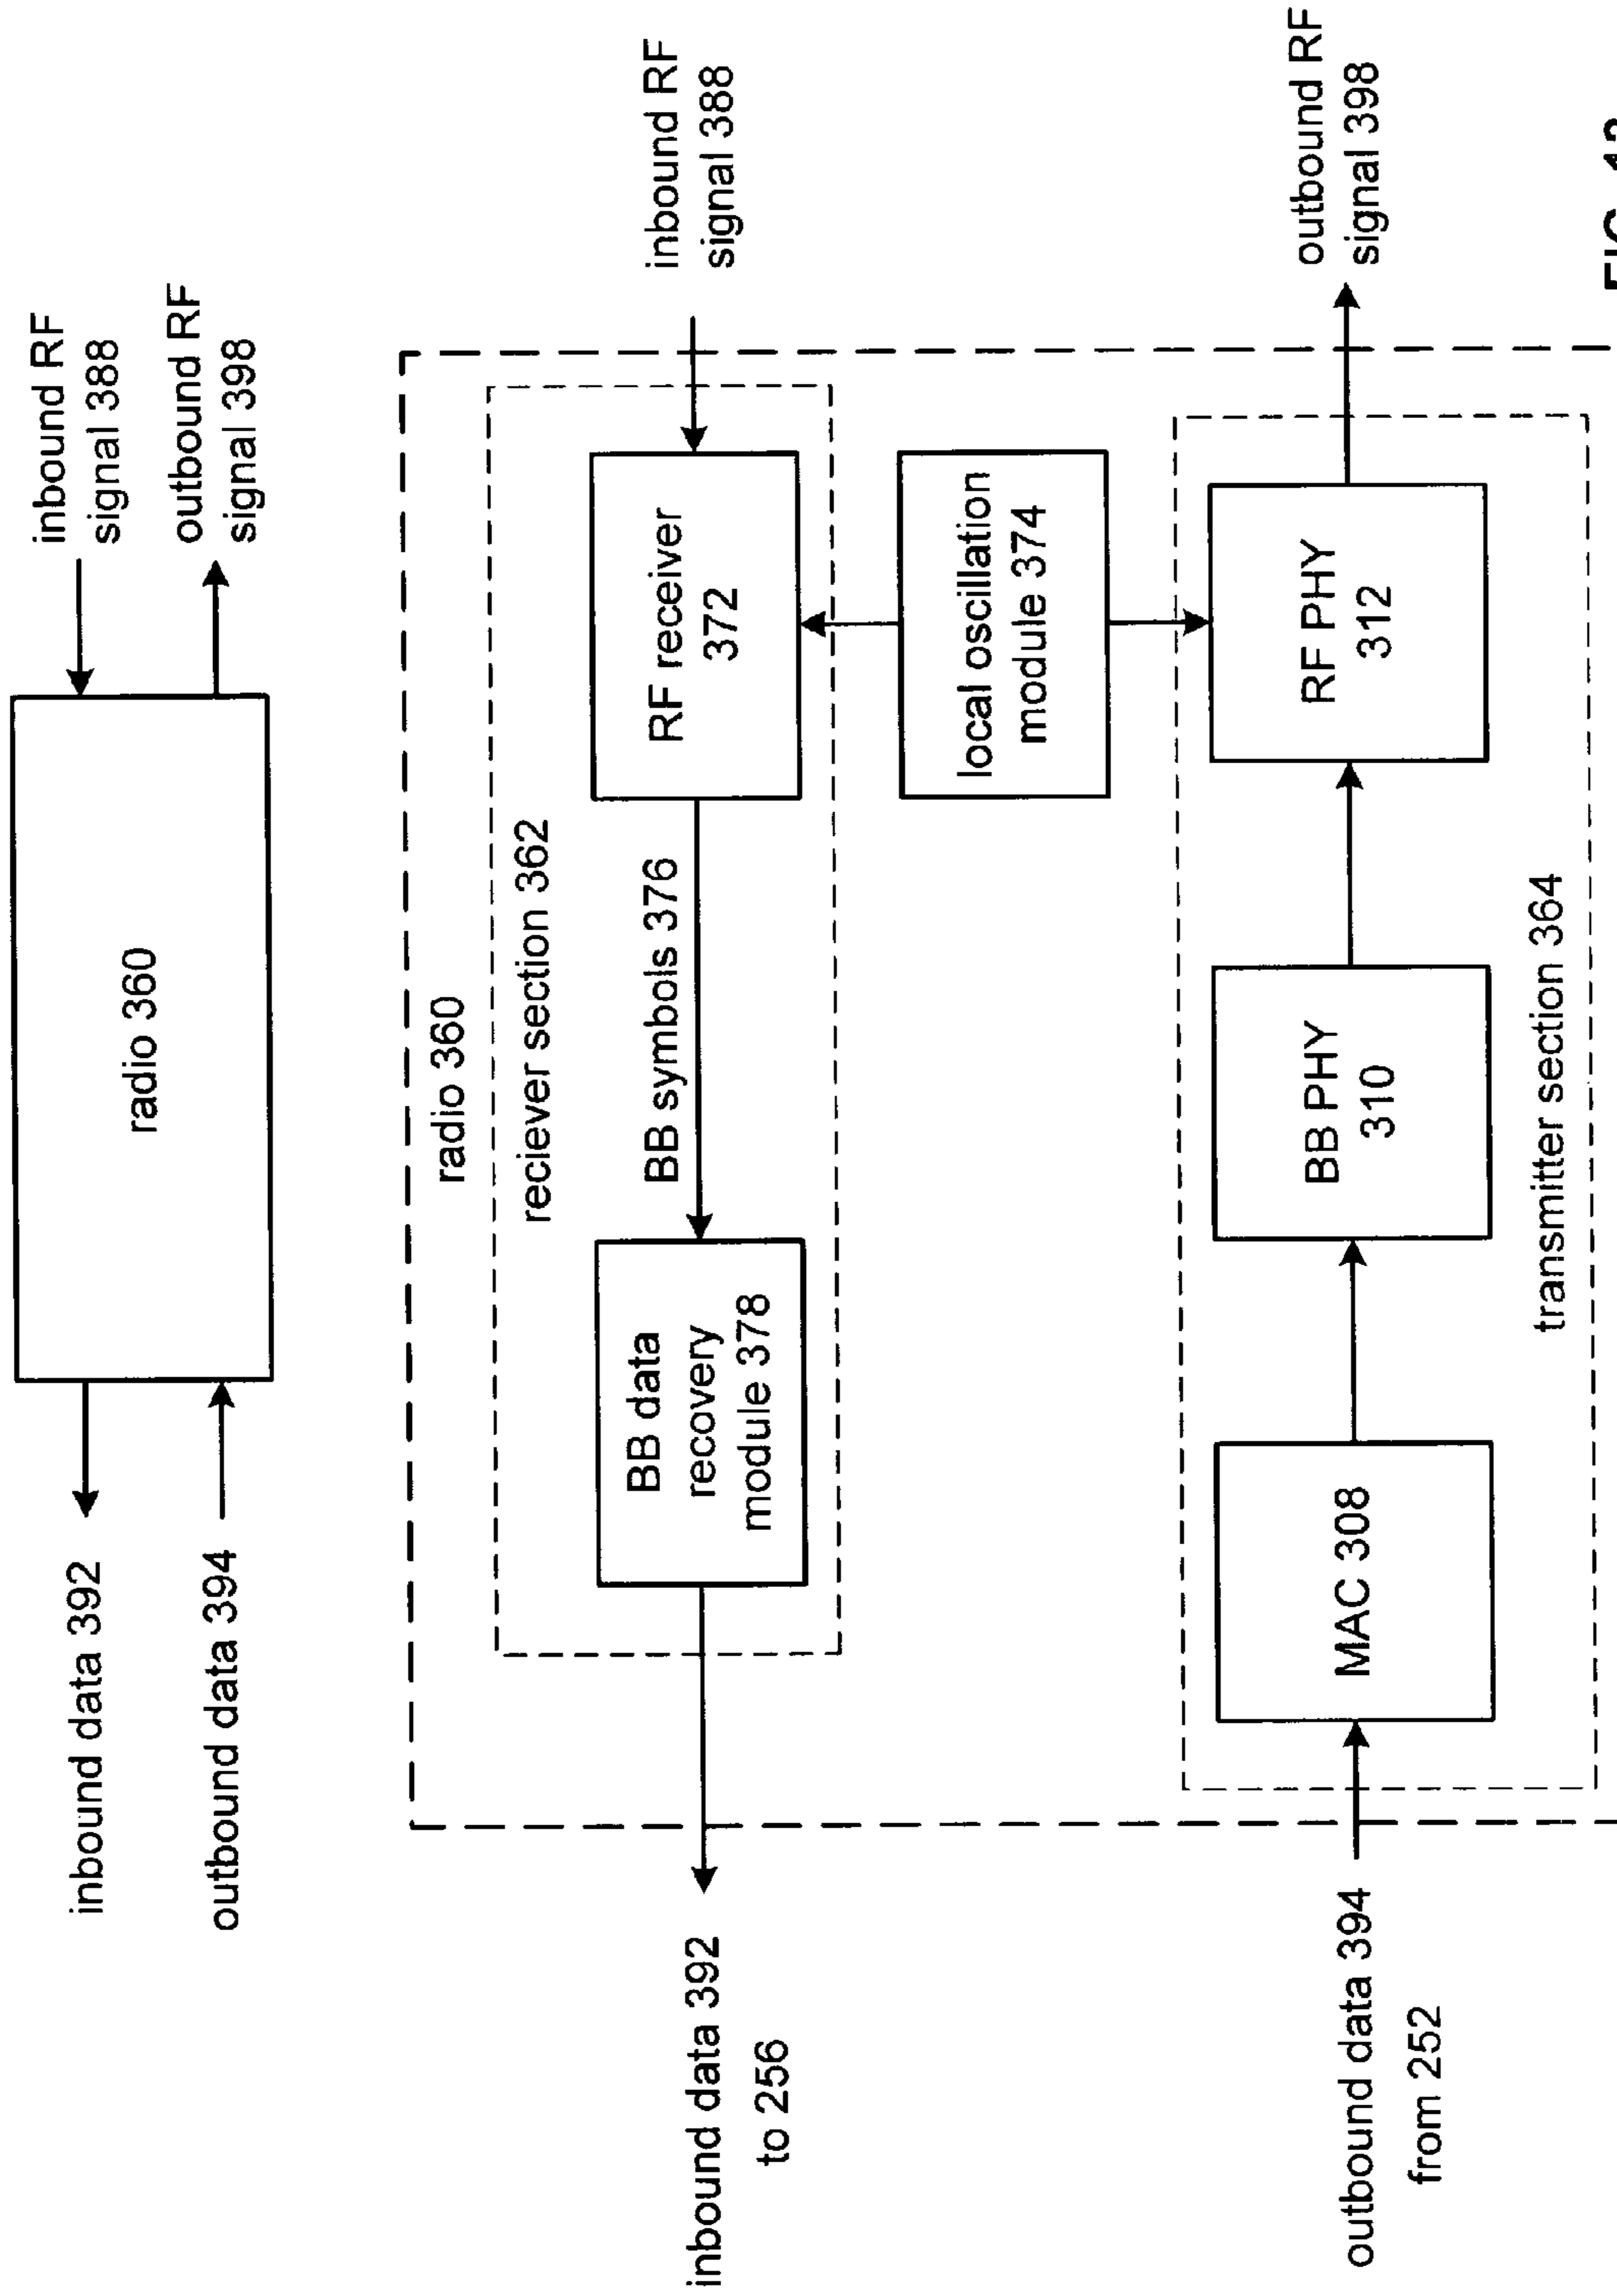 inbound data 392
outbound data 394
radio 360
inbound RF
signal 388
outbound RF
signal 398
radio 360
reciever section 362
inbound data 392
to 256
BB data
recovery
module 378
BB symbols 376
RF receiver
372
inbound RF
signal 388
local oscillation
module 374
outbound data 394
from 252
MAC 308
BB PHY
310
RF PHY
312
outbound RF
signal 398
transmitter section 364
FIG.